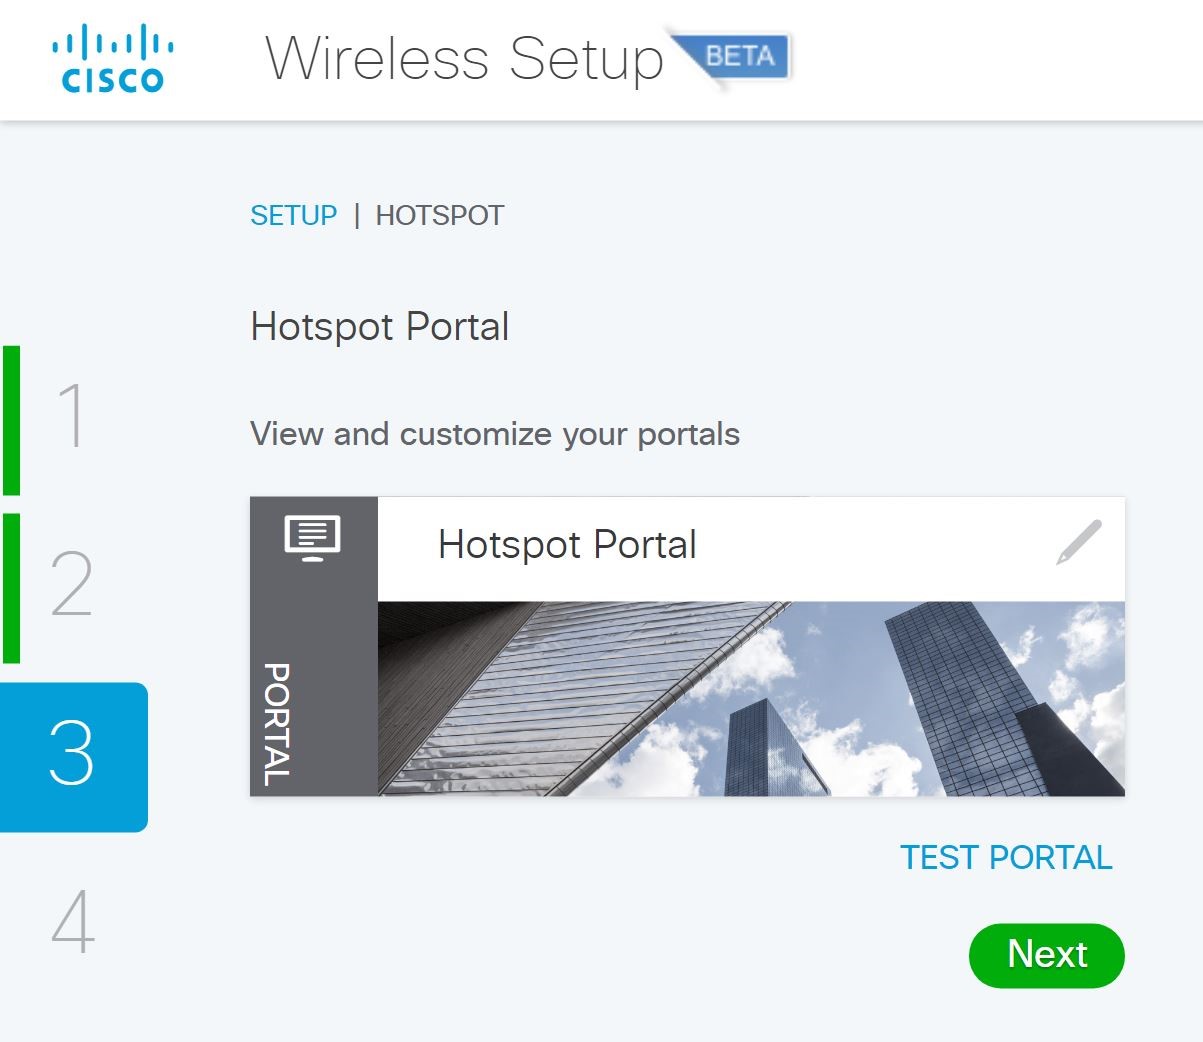 CISCO
Wireless Setup BETA
SETUP | HOTSPOT
Hotspot Portal
1
View and customize your portals
Hotspot Portal
2
PORTAL
3
TEST PORTAL
4
Next